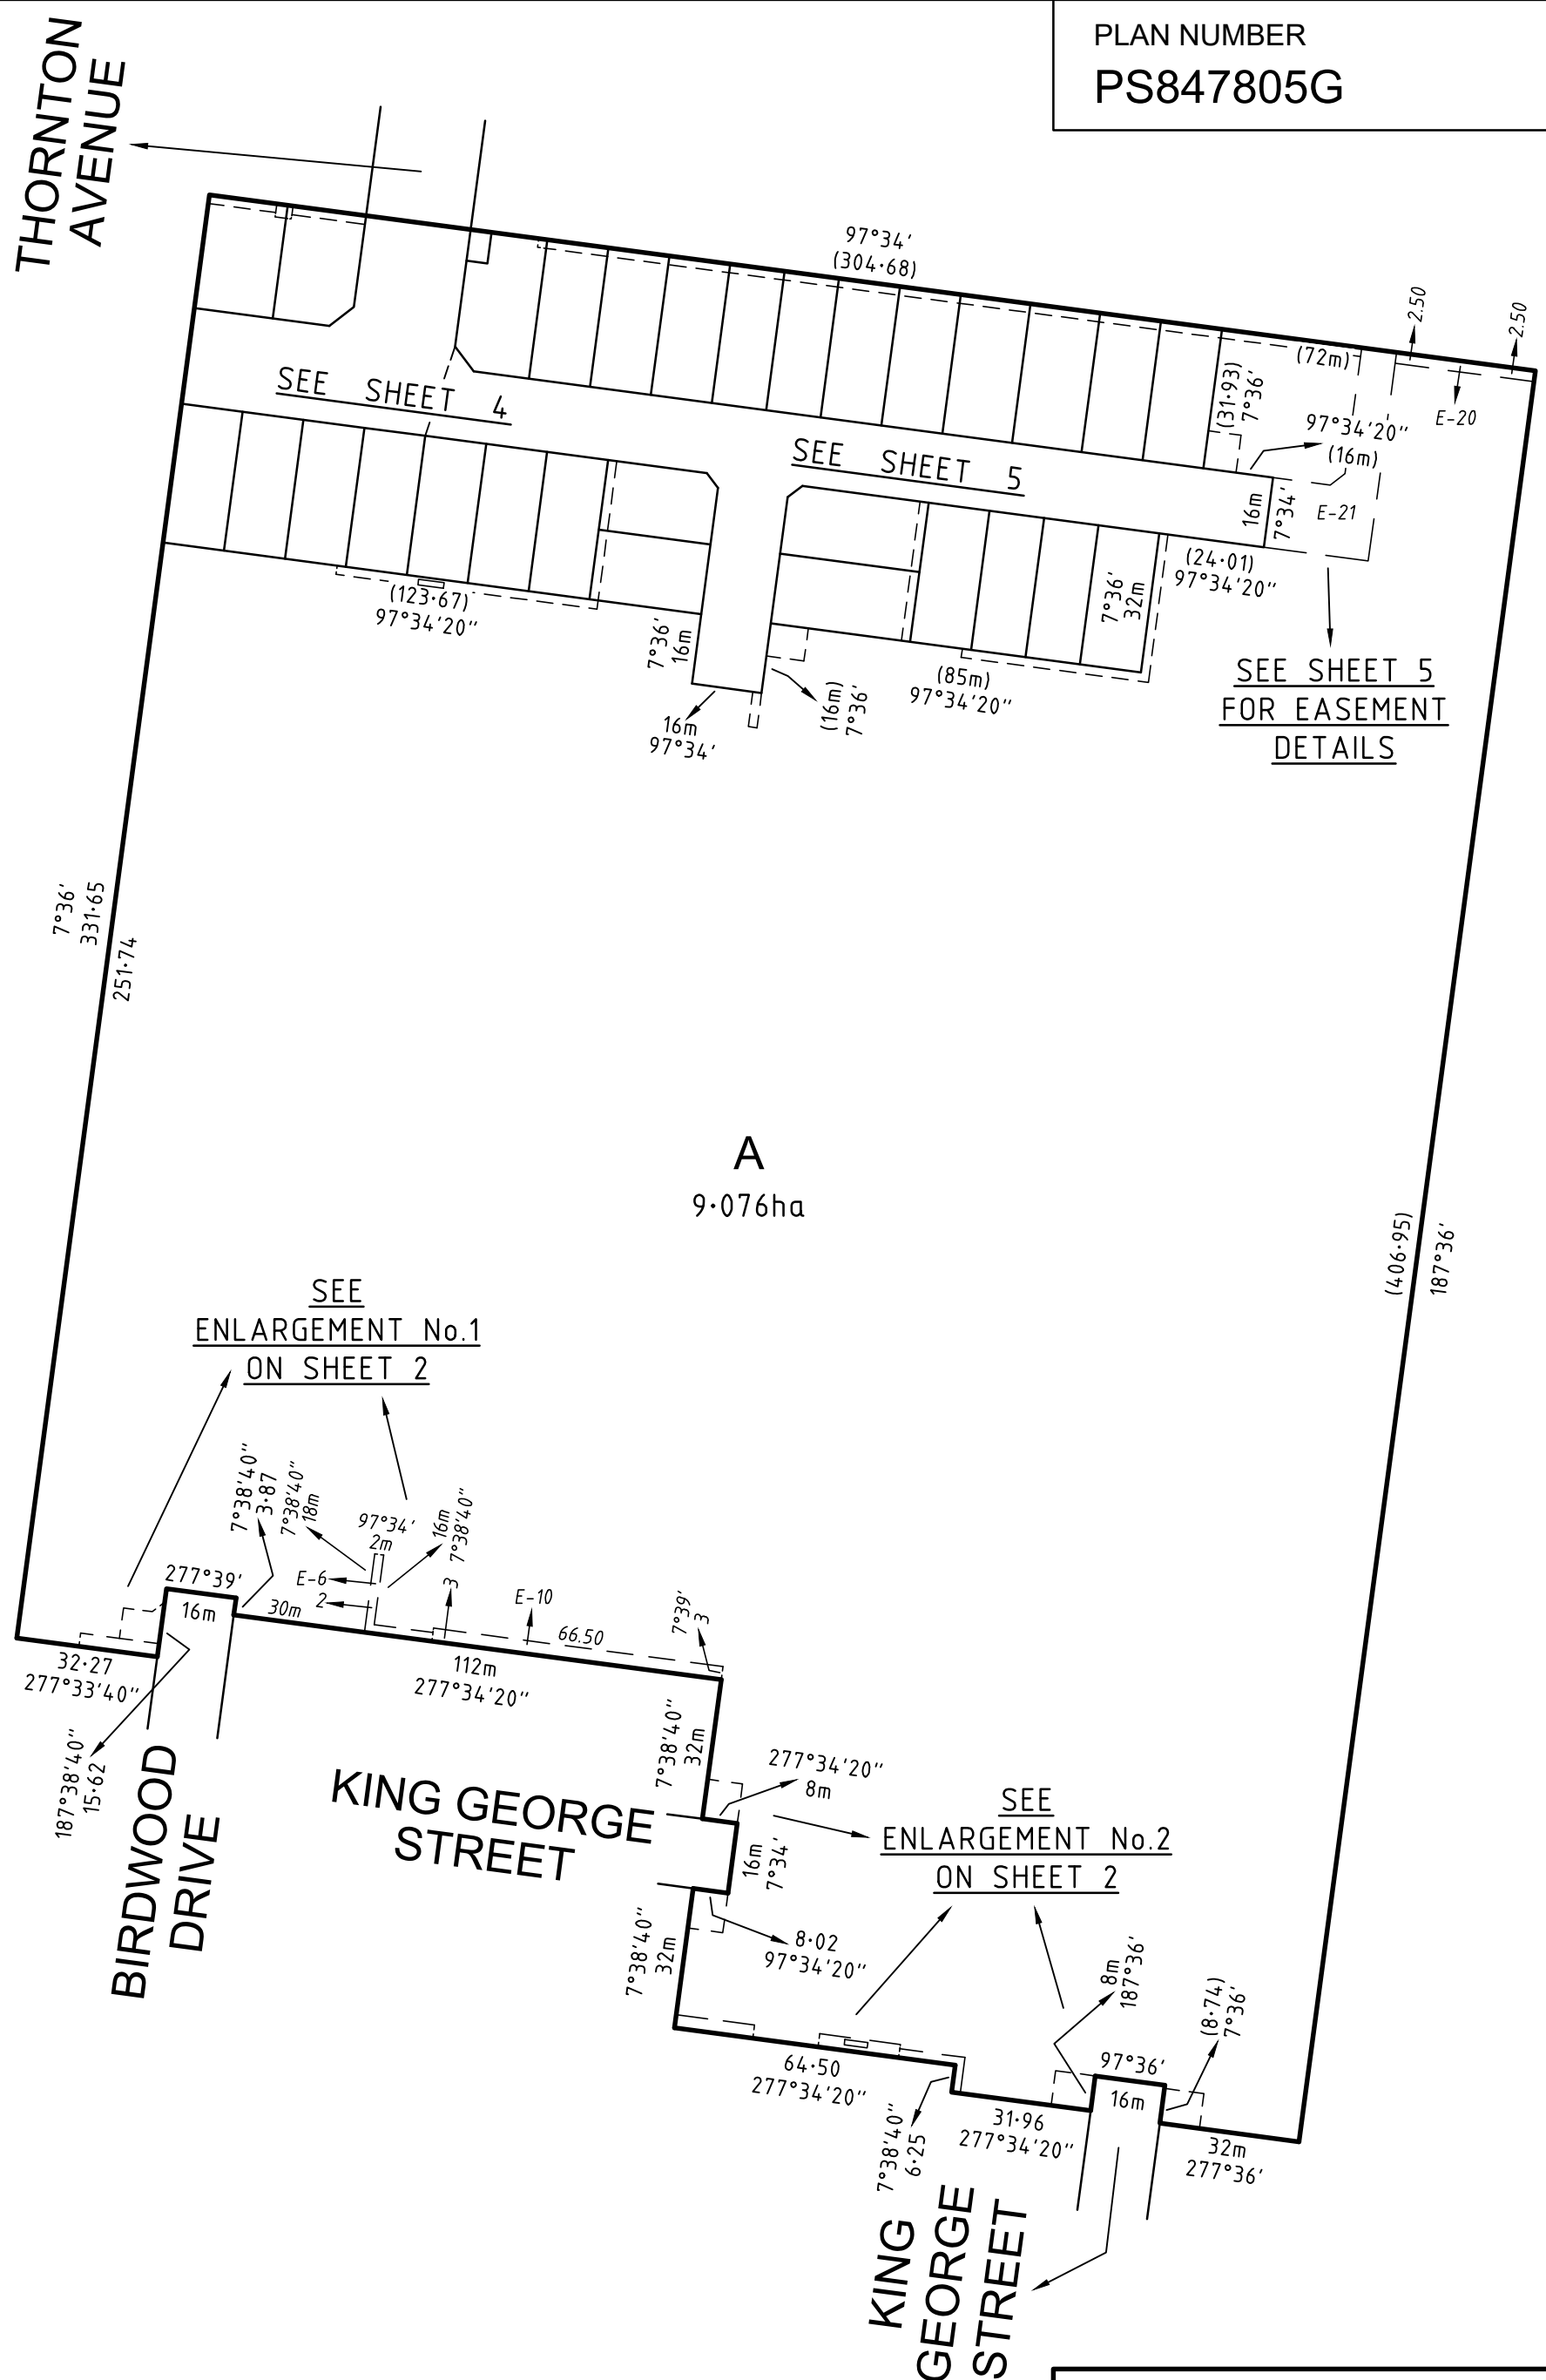 PLAN NUMBER
PS847805G
THORNTON
AVENUE
97°34'
(304·68)
2.50
2.50
(72m)
E-20
(31·93)
7°36'
97°34'20"
(16m)
SEE SHEET 4
SEE SHEET 5
16m
7°34'
E-21
(24·01)
97°34'20"
(123·67)
97°34'20"
7°36'
32m
7°36'
16m
(85m)
97°34'20"
(16m)
7°36'
16m
97°34'
SEE SHEET 5
FOR EASEMENT
DETAILS
7°36'
331·65
251·74
A
9·076ha
(406·95)
187°36'
SEE
ENLARGEMENT No.1
ON SHEET 2
7°38'40"
3·87
7°38'40"
18m
97°34'
2m
16m
7°38'40"
277°39'
16m
30m
E-6
2
3
E-10
66.50
7°39'
3
32·27
277°33'40"
112m
277°34'20"
187°38'40"
15·62
BIRDWOOD
DRIVE
KING GEORGE
STREET
7°38'40"
32m
277°34'20"
8m
16m
7°34'
SEE
ENLARGEMENT No.2
ON SHEET 2
7°38'40"
32m
8·02
97°34'20"
8m
187°36'
(8·74)
7°36'
64·50
277°34'20"
97°36'
16m
7°38'40"
6·25
31·96
277°34'20"
32m
277°36'
KING
GEORGE
STREET